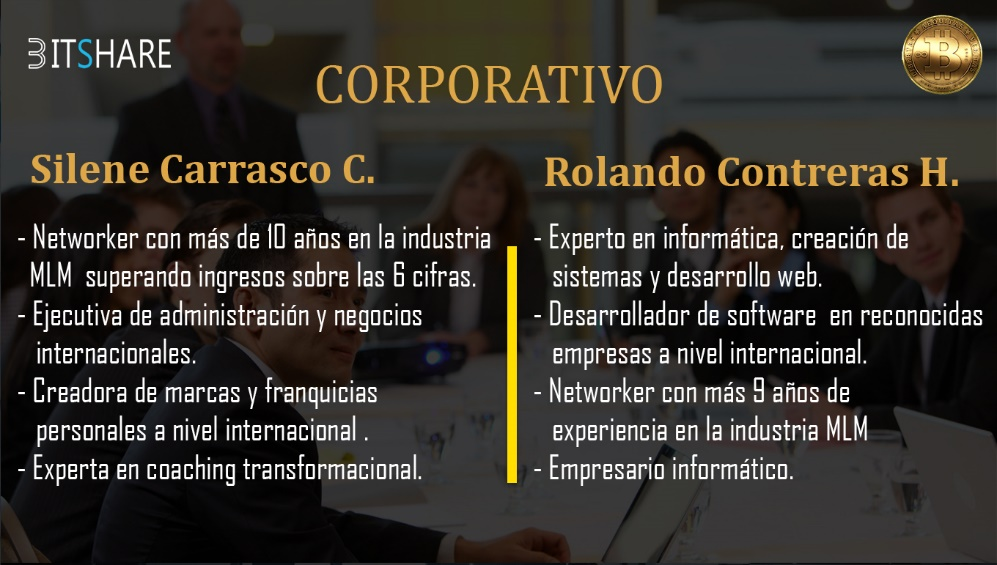 BITSHARE
CORPORATIVO
Silene Carrasco C.
- Networker con más de 10 años en la industria
MLM superando ingresos sobre las 6 cifras.
- Ejecutiva de administración y negocios
internacionales.
- Creadora de marcas y franquicias
personales a nivel internacional .
- Experta en coaching transformacional.
Rolando Contreras H.
- Experto en informática, creación de
sistemas y desarrollo web.
- Desarrollador de software en reconocidas
empresas a nivel internacional.
- Networker con más 9 años de
experiencia en la industria MLM
- Empresario informático.